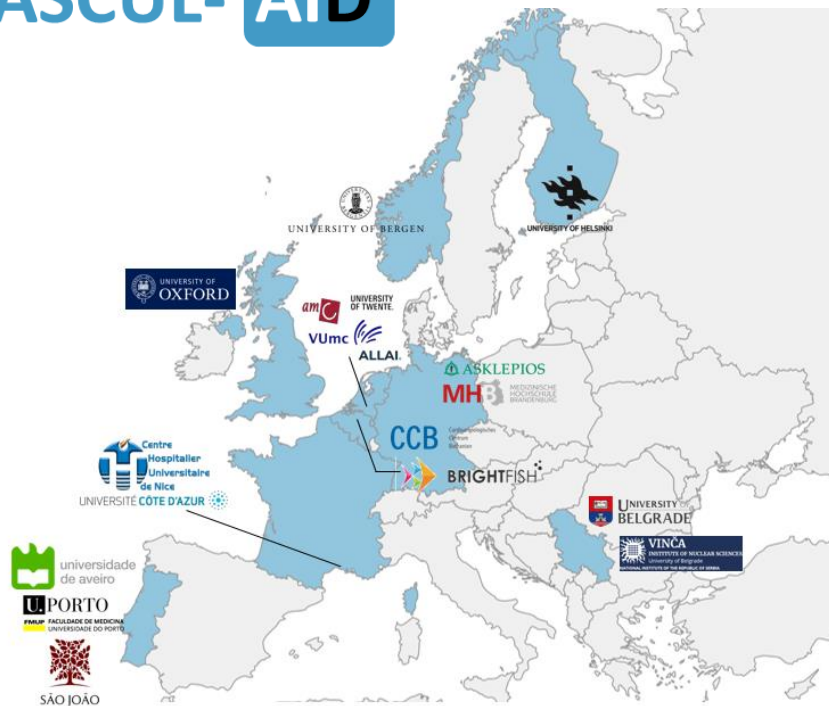 ASCUL- AiD
UNIVERSITY OF BERGEN
UNIVERSITY OF HELSINKI
UNIVERSITY OF
OXFORD
amC
UNIVERSITY
OF TWENTE.
VUmc
ALLAI.
ASKLEPIOS
MHB
MEDIZINISCHE
HOCHSCHULE
BRANDENBURG
CCB
BRIGHTFISH
Centre
Hospitalier
Universitaire
de Nice
UNIVERSITÉ CÔTE D'AZUR
UNIVERSITY
BELGRADE
VINČA
INSTITUTE OF NUCLEAR SCIENCES
University of Belgrade
NATIONAL INSTITUTE OF THE REPUBLIC OF SERBIA
universidade
de aveiro
U. PORTO
FMUP FACULDADE DE MEDICINA
UNIVERSIDADE DO PORTO
SÃO JOÃO